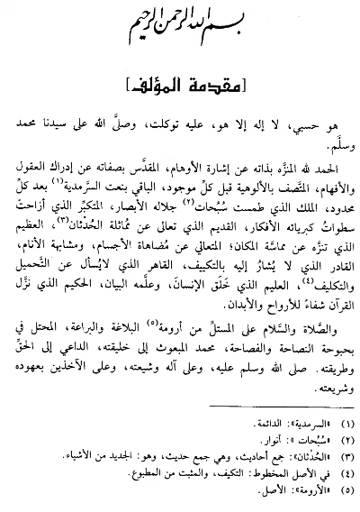 بسم الله الرحمن الرحيم
[مقدمة المؤلف]
هو حسبي، لا إله إلا هو، عليه توكلت، وصلَّى الله على سيدنا محمد
وسلَّم.
الحمد لله المنزَّه بذاته عن إشارة الأوهام، المقدَّس بصفاته عن إدراك العقول
والأفهام، المتَّصف بالألوهية قبل كلِّ موجود، الباقي بنعت السرمدية(١) بعد كلِّ
محدود، الملك الذي طمست سُبُحات(٢) جلاله الأبصار، المتكبِّر الذي أزاحت
سطواتُ كبريائه الأفكار، القديم الذي تعالى عن مُماثلة الحُدْثان(٣)، العظيم
الذي تنزَّه عن مماسَّة المكان؛ المتعالي عن مُضاهاة الأجسام، ومشابهة الأنام،
القادر الذي لا يُشارُ إليه بالتكييف، القاهر الذي لا يُسأل عن التَّحميل
والتكليف(٤)، العليم الذي خَلَق الإنسانَ، وعلَّمه البيان، الحكيم الذي نزَّل
القرآن شفاءً للأرواح والأبدان.
والصَّلاة والسَّلام على المستلِّ من أرومة(٥) البلاغة والبراعة، المحتل في
بحبوحة النصاحة والفصاحة، محمد المبعوث إلى خليقته، الداعي إلى الحقِّ
وطريقته. صلى الله وسلم عليه، وعلى آله وشيعته، وعلى الآخذين بعهوده
وشريعته.
(١) «السرمدية»: الدائمة.
(٢) «سُبُحات»: أنوار.
(٣) «الحُدْثان»: جمع أحاديث، وهي جمع حديث، وهو: الجديد من الأشياء.
(٤) في الأصل المخطوط: التكيف، والمثبت من المطبوع.
(٥) «الأرومة»: الأصل.